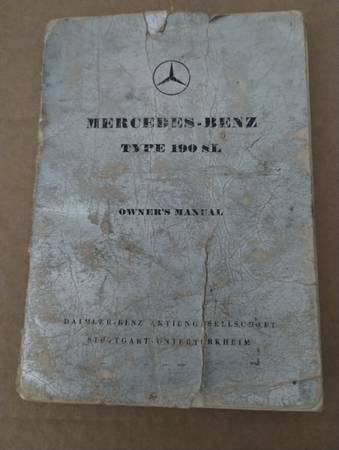 MERCEDES-BENZ
TYPE 190 SL
OWNER'S MANUAL
DAIMLER-BENZ AKTIENGESELLSCHAFT
STUTTGART-UNTERTÜRKHEIM